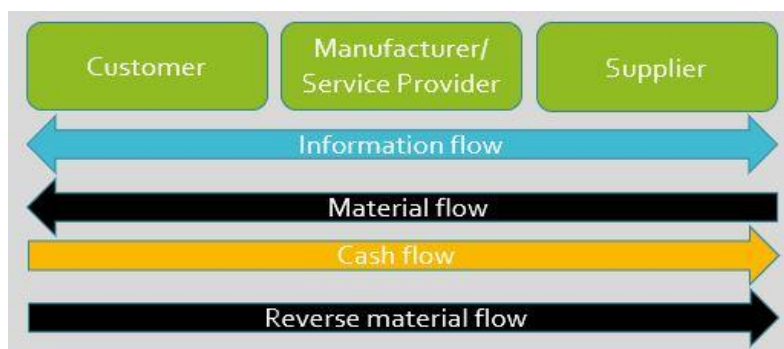 Customer
Manufacturer/
Service Provider
Supplier
Information flow
Material flow
Cash flow
Reverse material flow